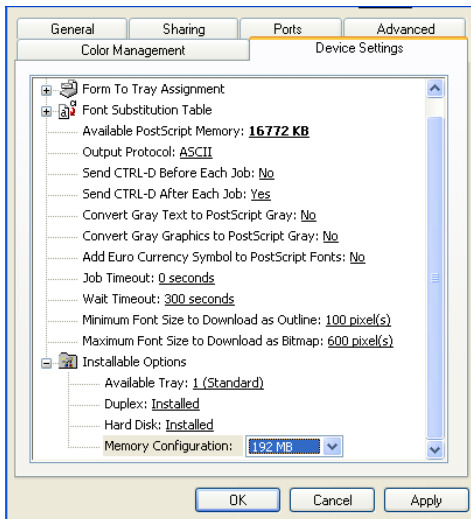 General Sharing Ports Advanced
Color Management Device Settings
Form To Tray Assignment
Font Substitution Table
Available PostScript Memory: 16772 KB
Output Protocol: ASCII
Send CTRL-D Before Each Job: No
Send CTRL-D After Each Job: Yes
Convert Gray Text to PostScript Gray: No
Convert Gray Graphics to PostScript Gray: No
Add Euro Currency Symbol to PostScript Fonts: No
Job Timeout: 0 seconds
Wait Timeout: 300 seconds
Minimum Font Size to Download as Outline: 100 pixel(s)
Maximum Font Size to Download as Bitmap: 600 pixel(s)
Installable Options
Available Tray: 1 (Standard)
Duplex: Installed
Hard Disk: Installed
Memory Configuration: 192 MB
OK Cancel Apply